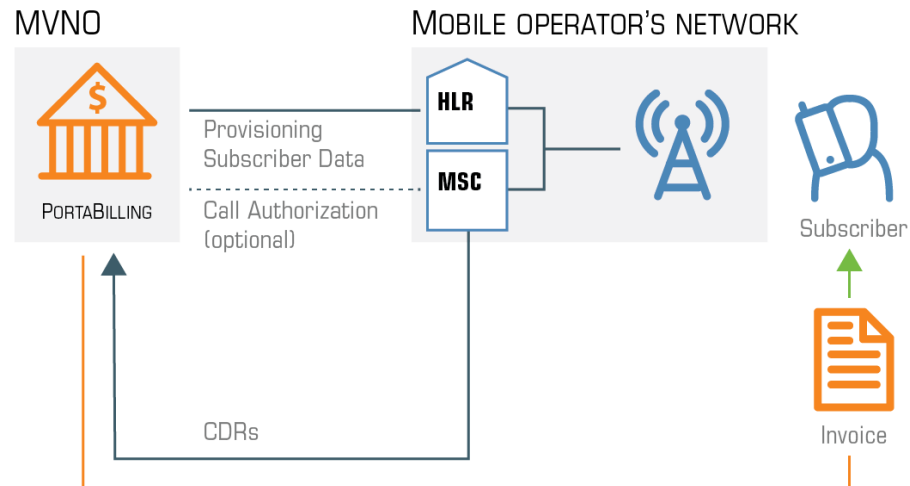 MVNO
MOBILE OPERATOR'S NETWORK
$
HLR
Provisioning
Subscriber Data
MSC
PORTABILLING
Call Authorization
(optional)
Subscriber
CDRs
Invoice